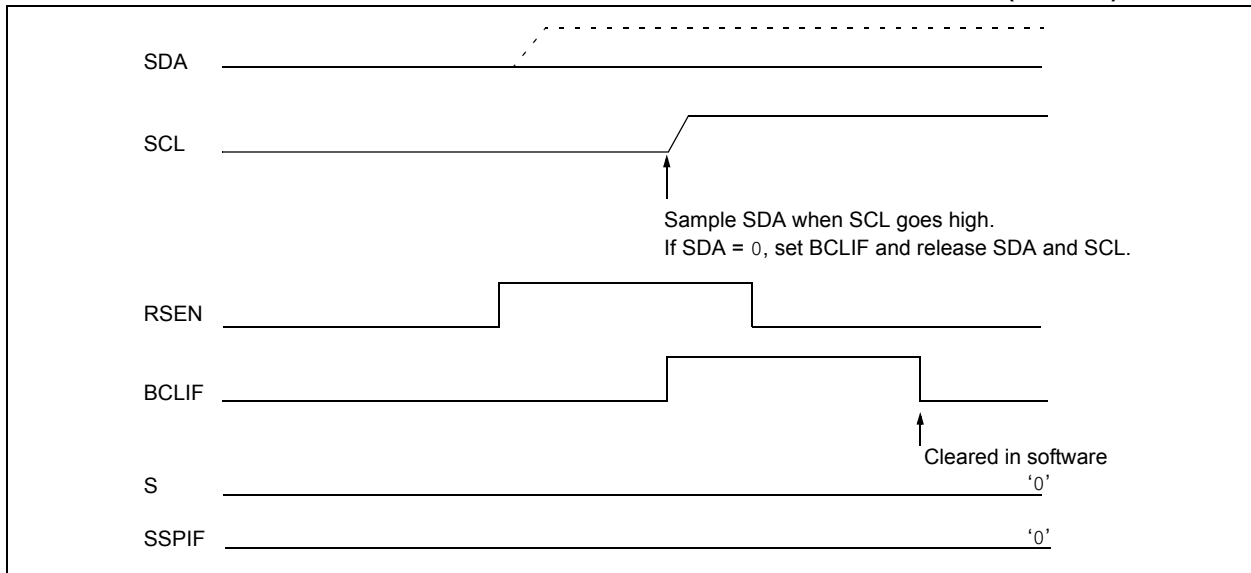 SDA
SCL
Sample SDA when SCL goes high.
If SDA = 0, set BCLIF and release SDA and SCL.
RSEN
BCLIF
Cleared in software
S
‘0’
SSPIF
‘0’